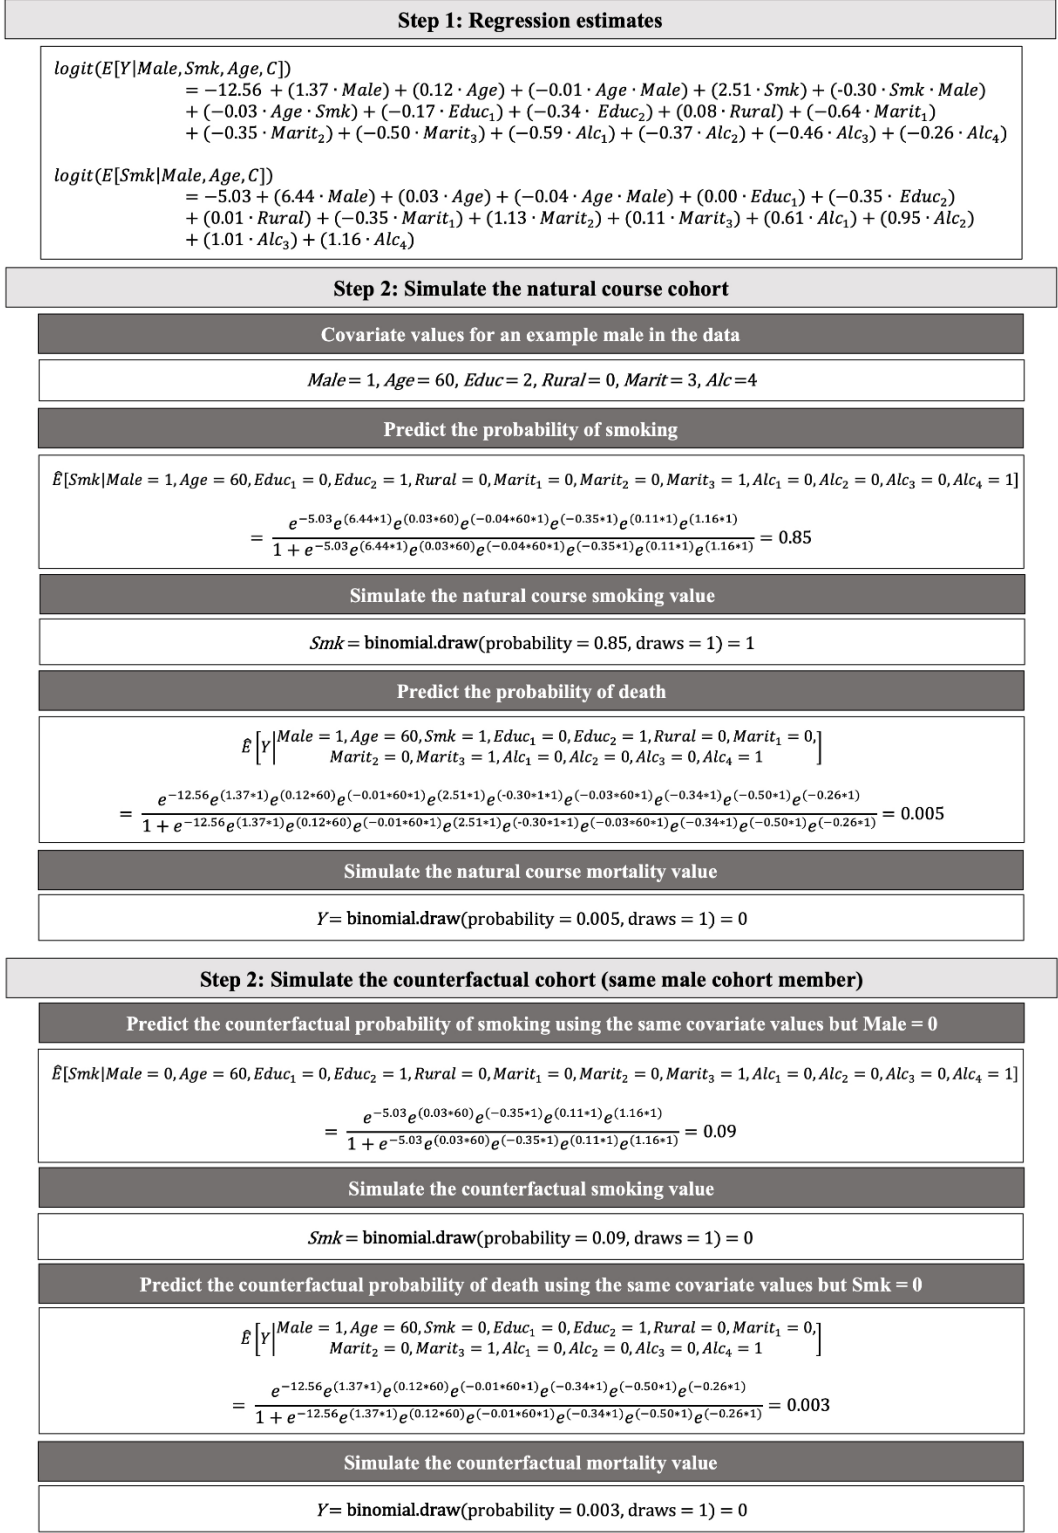 Step 1: Regression estimates
logit(E[Y|Male, Smk, Age, C])
= −12.56 + (1.37 · Male) + (0.12 · Age) + (−0.01 · Age · Male) + (2.51 · Smk) + (-0.30 · Smk · Male)
+ (−0.03 · Age · Smk) + (−0.17 · Educ₁) + (−0.34 · Educ₂) + (0.08 · Rural) + (−0.64 · Marit₁)
+ (−0.35 · Marit₂) + (−0.50 · Marit₃) + (−0.59 · Alc₁) + (−0.37 · Alc₂) + (−0.46 · Alc₃) + (−0.26 · Alc₄)
logit(E[Smk|Male, Age, C])
= −5.03 + (6.44 · Male) + (0.03 · Age) + (−0.04 · Age · Male) + (0.00 · Educ₁) + (−0.35 · Educ₂)
+ (0.01 · Rural) + (−0.35 · Marit₁) + (1.13 · Marit₂) + (0.11 · Marit₃) + (0.61 · Alc₁) + (0.95 · Alc₂)
+ (1.01 · Alc₃) + (1.16 · Alc₄)
Step 2: Simulate the natural course cohort
Covariate values for an example male in the data
Male = 1, Age = 60, Educ = 2, Rural = 0, Marit = 3, Alc =4
Predict the probability of smoking
Ê[Smk|Male = 1, Age = 60, Educ₁ = 0, Educ₂ = 1, Rural = 0, Marit₁ = 0, Marit₂ = 0, Marit₃ = 1, Alc₁ = 0, Alc₂ = 0, Alc₃ = 0, Alc₄ = 1]
e^−5.03 e^(6.44∗1) e^(0.03∗60) e^(−0.04∗60∗1) e^(−0.35∗1) e^(0.11∗1) e^(1.16∗1)
= ——— = 0.85
1 + e^−5.03 e^(6.44∗1) e^(0.03∗60) e^(−0.04∗60∗1) e^(−0.35∗1) e^(0.11∗1) e^(1.16∗1)
Simulate the natural course smoking value
Smk = binomial.draw(probability = 0.85, draws = 1) = 1
Predict the probability of death
Ê[Y|Male = 1, Age = 60, Smk = 1, Educ₁ = 0, Educ₂ = 1, Rural = 0, Marit₁ = 0,
Marit₂ = 0, Marit₃ = 1, Alc₁ = 0, Alc₂ = 0, Alc₃ = 0, Alc₄ = 1]
e^−12.56 e^(1.37∗1) e^(0.12∗60) e^(−0.01∗60∗1) e^(2.51∗1) e^(-0.30∗1∗1) e^(−0.03∗60∗1) e^(−0.34∗1) e^(−0.50∗1) e^(−0.26∗1)
= ——— = 0.005
1 + e^−12.56 e^(1.37∗1) e^(0.12∗60) e^(−0.01∗60∗1) e^(2.51∗1) e^(-0.30∗1∗1) e^(−0.03∗60∗1) e^(−0.34∗1) e^(−0.50∗1) e^(−0.26∗1)
Simulate the natural course mortality value
Y= binomial.draw(probability = 0.005, draws = 1) = 0
Step 2: Simulate the counterfactual cohort (same male cohort member)
Predict the counterfactual probability of smoking using the same covariate values but Male = 0
Ê[Smk|Male = 0, Age = 60, Educ₁ = 0, Educ₂ = 1, Rural = 0, Marit₁ = 0, Marit₂ = 0, Marit₃ = 1, Alc₁ = 0, Alc₂ = 0, Alc₃ = 0, Alc₄ = 1]
e^−5.03 e^(0.03∗60) e^(−0.35∗1) e^(0.11∗1) e^(1.16∗1)
= ——— = 0.09
1 + e^−5.03 e^(0.03∗60) e^(−0.35∗1) e^(0.11∗1) e^(1.16∗1)
Simulate the counterfactual smoking value
Smk = binomial.draw(probability = 0.09, draws = 1) = 0
Predict the counterfactual probability of death using the same covariate values but Smk = 0
Ê[Y|Male = 1, Age = 60, Smk = 0, Educ₁ = 0, Educ₂ = 1, Rural = 0, Marit₁ = 0,
Marit₂ = 0, Marit₃ = 1, Alc₁ = 0, Alc₂ = 0, Alc₃ = 0, Alc₄ = 1]
e^−12.56 e^(1.37∗1) e^(0.12∗60) e^(−0.01∗60∗1) e^(−0.34∗1) e^(−0.50∗1) e^(−0.26∗1)
= ——— = 0.003
1 + e^−12.56 e^(1.37∗1) e^(0.12∗60) e^(−0.01∗60∗1) e^(−0.34∗1) e^(−0.50∗1) e^(−0.26∗1)
Simulate the counterfactual mortality value
Y= binomial.draw(probability = 0.003, draws = 1) = 0